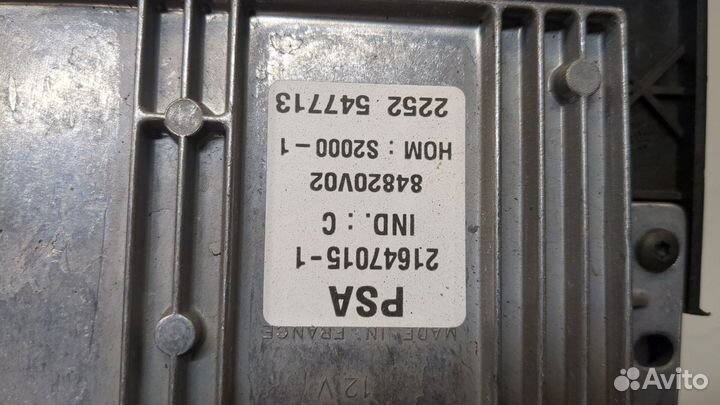 12V
MADE IN FRANCE
PSA
21647015-1
IND. : C
84820V02
HOM : S2000-1
2252 547713
Avito